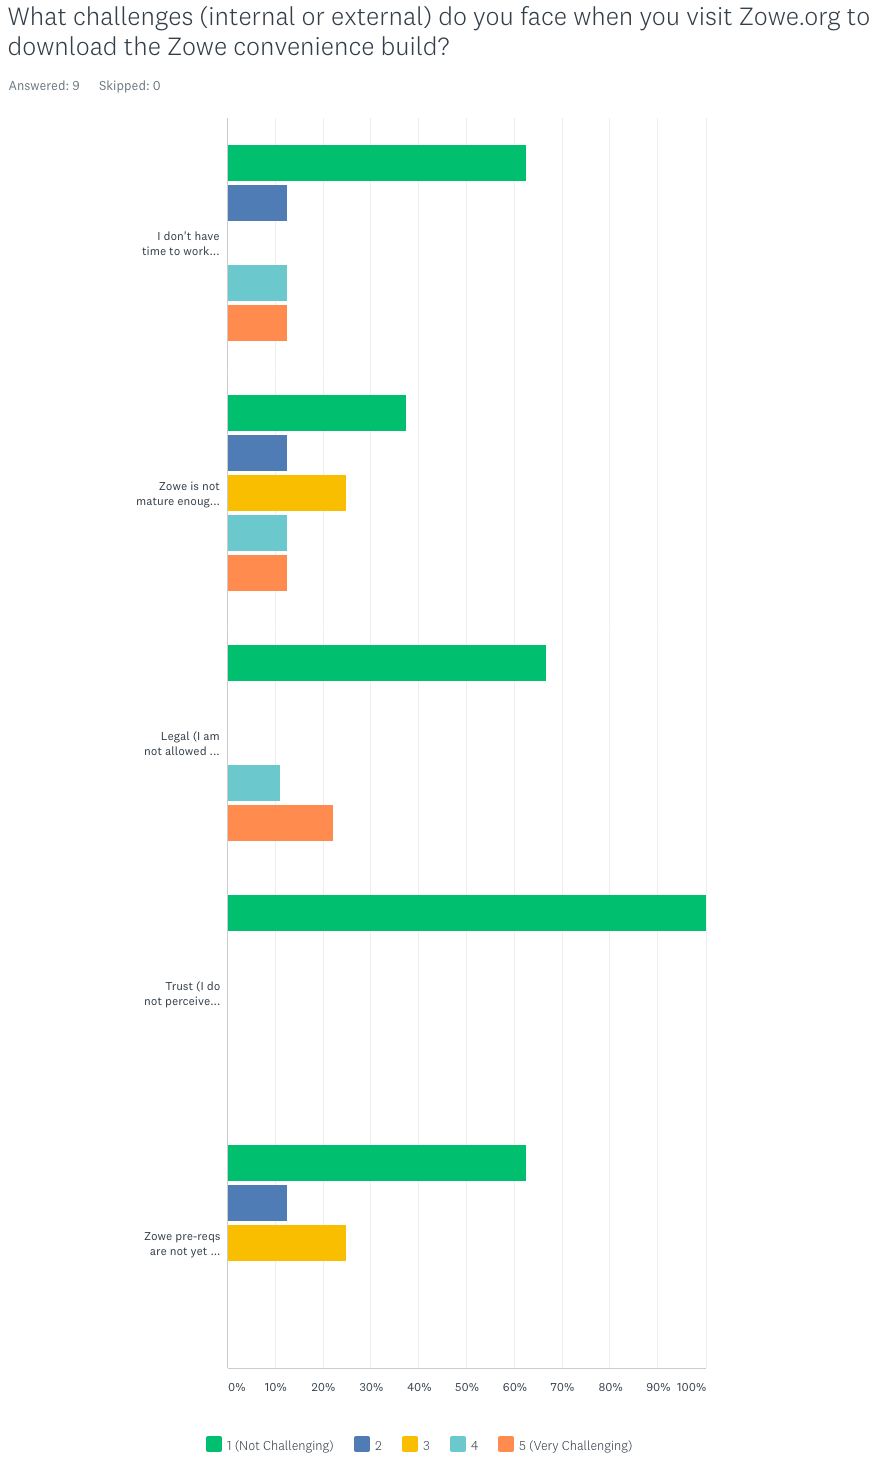 What challenges (internal or external) do you face when you visit Zowe.org to
download the Zowe convenience build?
Answered: 9 Skipped: 0
I don't have
time to work...
Zowe is not
mature enoug...
Legal (I am
not allowed ...
Trust (I do
not perceive...
Zowe pre-reqs
are not yet ...
0% 10% 20% 30% 40% 50% 60% 70% 80% 90% 100%
1 (Not Challenging) 2 3 4 5 (Very Challenging)